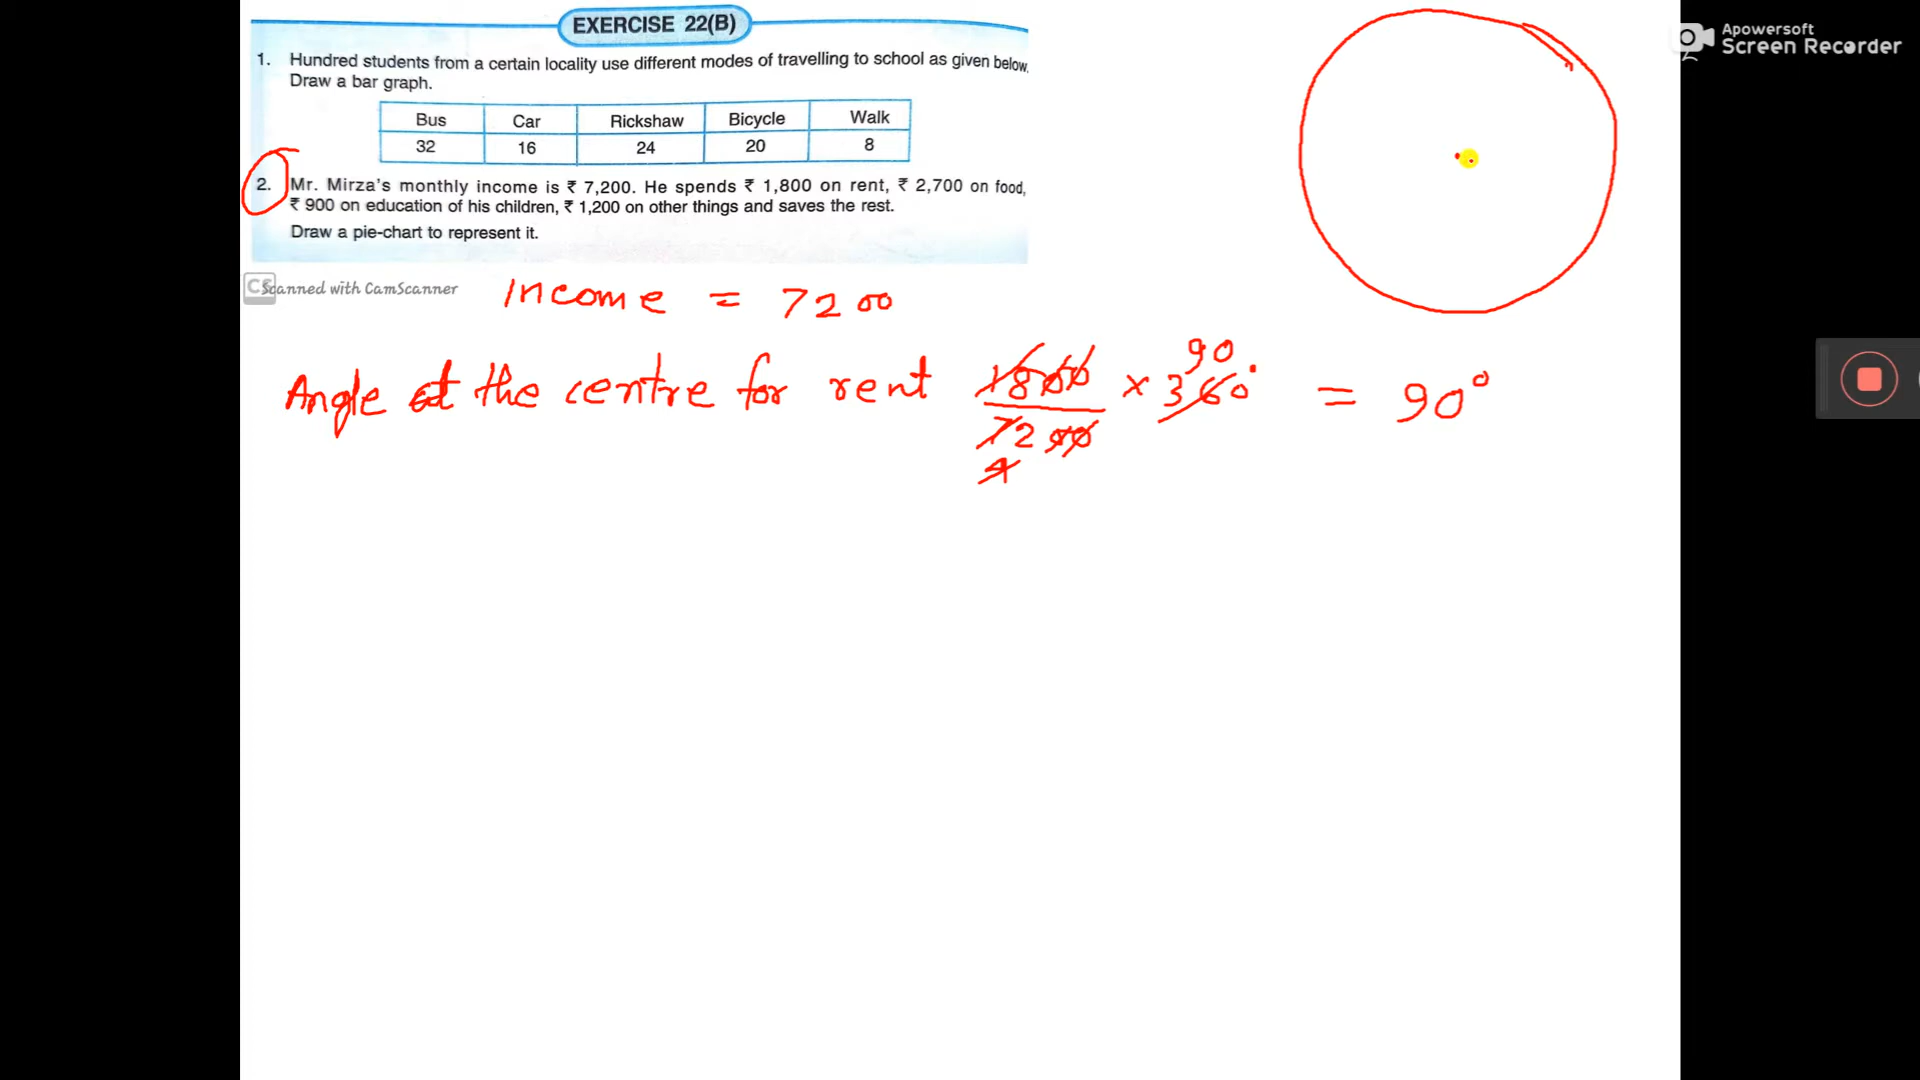 EXERCISE 22(B)
1. Hundred students from a certain locality use different modes of travelling to school as given below.
Draw a bar graph.
Bus Car Rickshaw Bicycle Walk
32 16 24 20 8
2. Mr. Mirza's monthly income is ₹ 7,200. He spends ₹ 1,800 on rent, ₹ 2,700 on food,
₹ 900 on education of his children, ₹ 1,200 on other things and saves the rest.
Draw a pie-chart to represent it.
CS Scanned with CamScanner
Income = 7200
90
Angle at the centre for rent 1800 × 360° = 90°
7200
4
Apowersoft
Screen Recorder